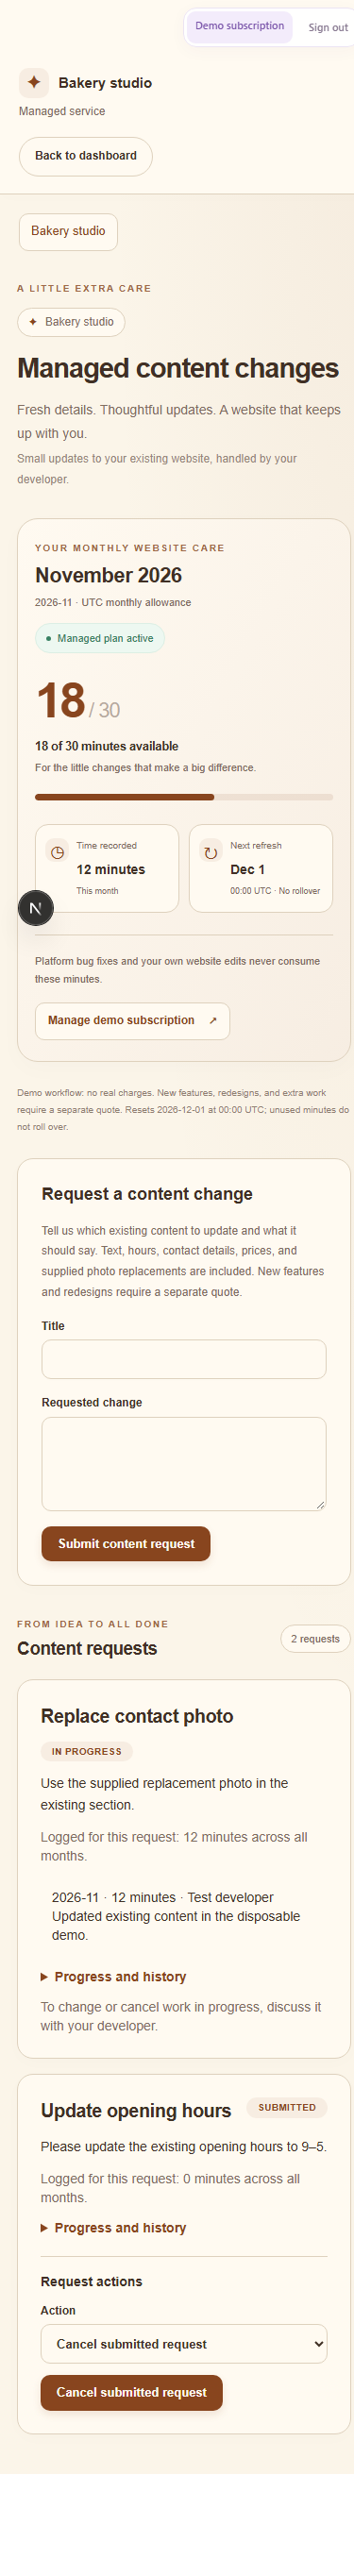 Demo subscription
Sign out
Bakery studio
Managed service
Back to dashboard
Bakery studio
A LITTLE EXTRA CARE
Bakery studio
Managed content changes
Fresh details. Thoughtful updates. A website that keeps
up with you.
Small updates to your existing website, handled by your
developer.
YOUR MONTHLY WEBSITE CARE
November 2026
2026-11 · UTC monthly allowance
Managed plan active
18 / 30
18 of 30 minutes available
For the little changes that make a big difference.
Time recorded
12 minutes
This month
Next refresh
Dec 1
00:00 UTC · No rollover
N
Platform bug fixes and your own website edits never consume
these minutes.
Manage demo subscription ↗
Demo workflow: no real charges. New features, redesigns, and extra work
require a separate quote. Resets 2026-12-01 at 00:00 UTC; unused minutes do
not roll over.
Request a content change
Tell us which existing content to update and what it
should say. Text, hours, contact details, prices, and
supplied photo replacements are included. New features
and redesigns require a separate quote.
Title
Requested change
Submit content request
FROM IDEA TO ALL DONE
Content requests
2 requests
Replace contact photo
IN PROGRESS
Use the supplied replacement photo in the
existing section.
Logged for this request: 12 minutes across all
months.
2026-11 · 12 minutes · Test developer
Updated existing content in the disposable
demo.
Progress and history
To change or cancel work in progress, discuss it
with your developer.
Update opening hours
SUBMITTED
Please update the existing opening hours to 9–5.
Logged for this request: 0 minutes across all
months.
Progress and history
Request actions
Action
Cancel submitted request
Cancel submitted request